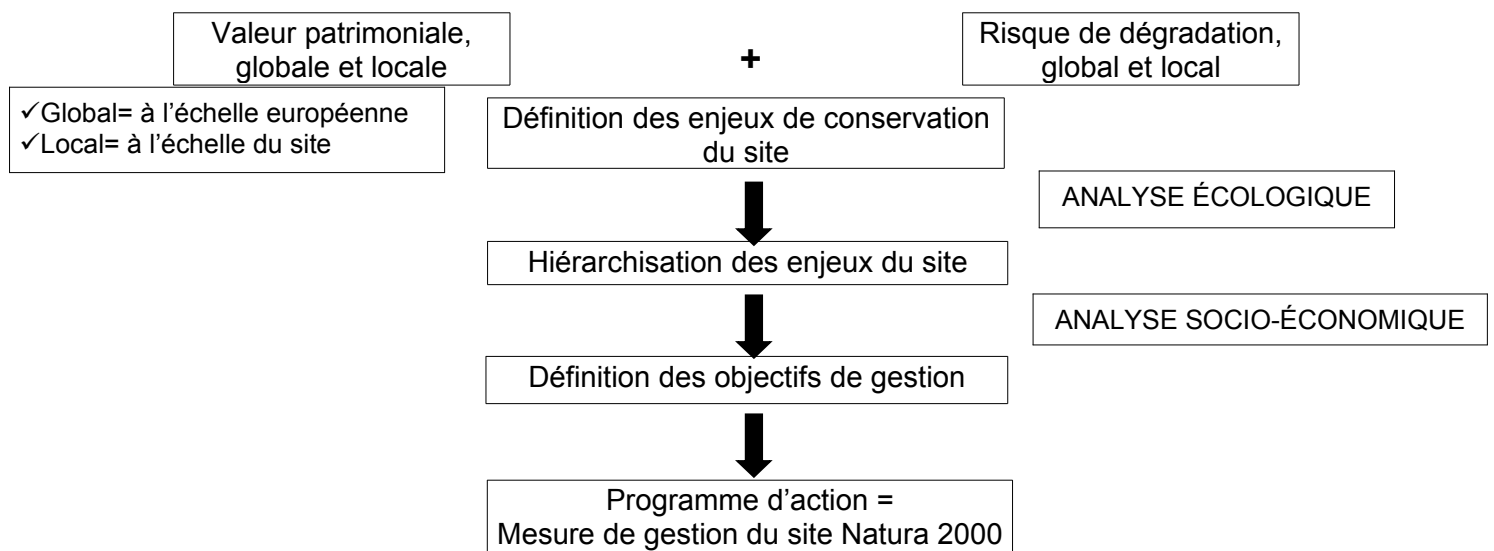 Valeur patrimoniale,
globale et locale
+
Risque de dégradation,
global et local
✓Global= à l’échelle européenne
✓Local= à l’échelle du site
Définition des enjeux de conservation
du site
ANALYSE ÉCOLOGIQUE
Hiérarchisation des enjeux du site
ANALYSE SOCIO-ÉCONOMIQUE
Définition des objectifs de gestion
Programme d’action =
Mesure de gestion du site Natura 2000